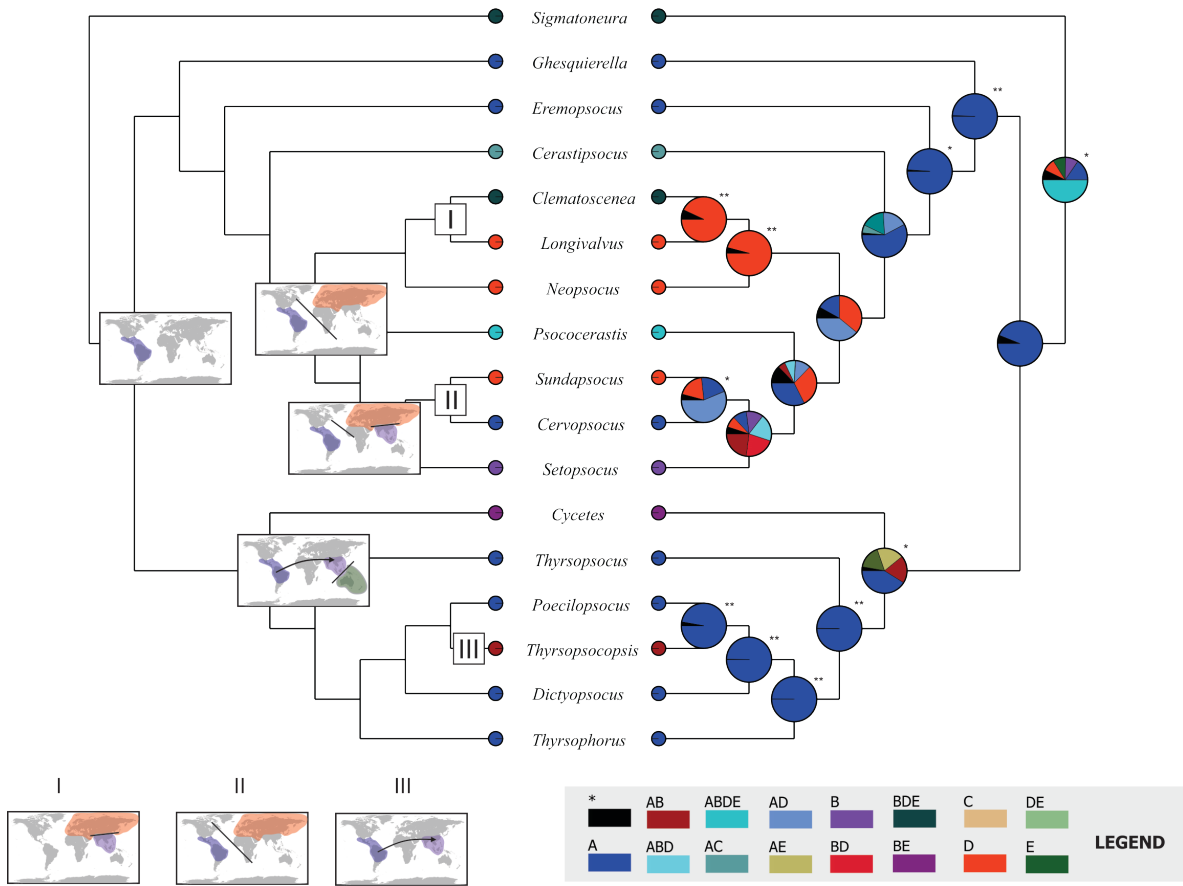 Sigmatoneura
Ghesquierella
**
Eremopsocus
*
Cerastipsocus
*
Clematoscenea
**
I
Longivalvus
**
Neopsocus
Psococerastis
Sundapsocus
*
II
Cervopsocus
Setopsocus
Cycetes
*
Thyrsopsocus
Poecilopsocus
**
**
III
Thyrsopsocopsis
**
Dictyopsocus
**
Thyrsophorus
I II III
* AB ABDE AD B BDE C DE
A ABD AC AE BD BE D E
LEGEND